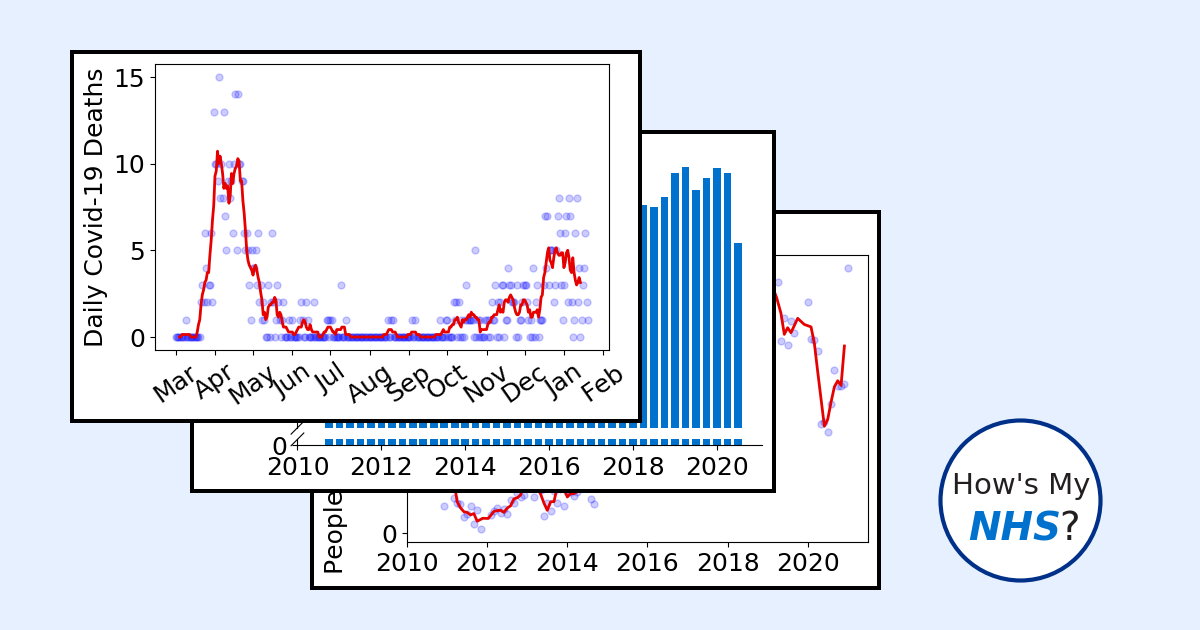 Daily Covid-19 Deaths
15
10
5
0
Mar Apr May Jun Jul Aug Sep Oct Nov Dec Jan Feb
0
2010 2012 2014 2016 2018 2020
People
0
2010 2012 2014 2016 2018 2020
How's My
NHS?